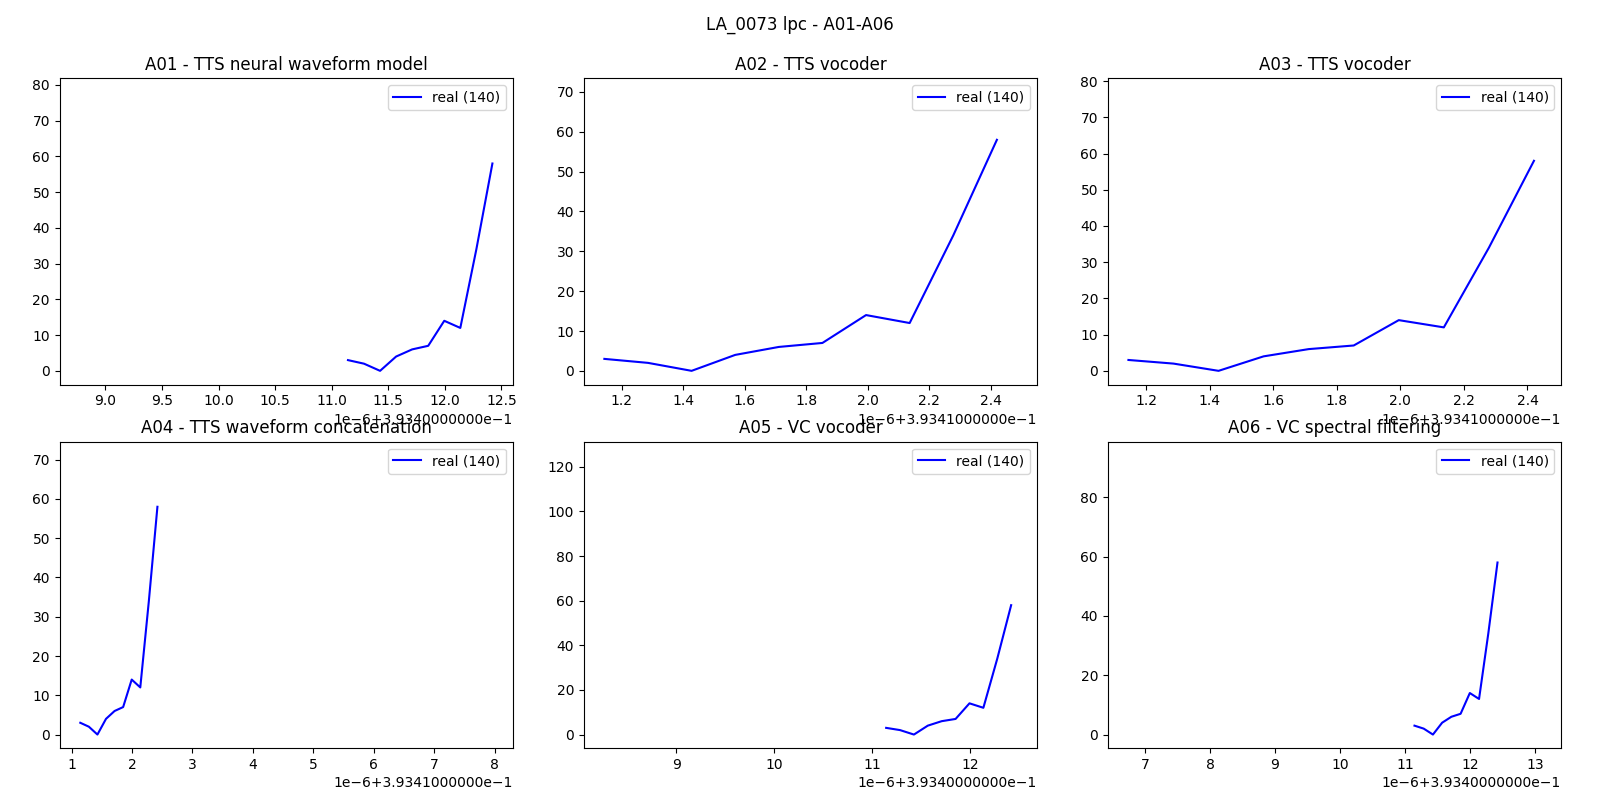 LA_0073 lpc - A01-A06
A01 - TTS neural waveform model
80
70
60
50
40
30
20
10
0
real (140)
9.0 9.5 10.0 10.5 11.0 11.5 12.0 12.5
1e−6+3.9340000000e−1
A02 - TTS vocoder
70
60
50
40
30
20
10
0
real (140)
1.2 1.4 1.6 1.8 2.0 2.2 2.4
1e−6+3.9341000000e−1
A03 - TTS vocoder
80
70
60
50
40
30
20
10
0
real (140)
1.2 1.4 1.6 1.8 2.0 2.2 2.4
1e−6+3.9341000000e−1
A04 - TTS waveform concatenation
70
60
50
40
30
20
10
0
real (140)
1 2 3 4 5 6 7 8
1e−6+3.9341000000e−1
A05 - VC vocoder
120
100
80
60
40
20
0
real (140)
9 10 11 12
1e−6+3.9340000000e−1
A06 - VC spectral filtering
80
60
40
20
0
real (140)
7 8 9 10 11 12 13
1e−6+3.9340000000e−1